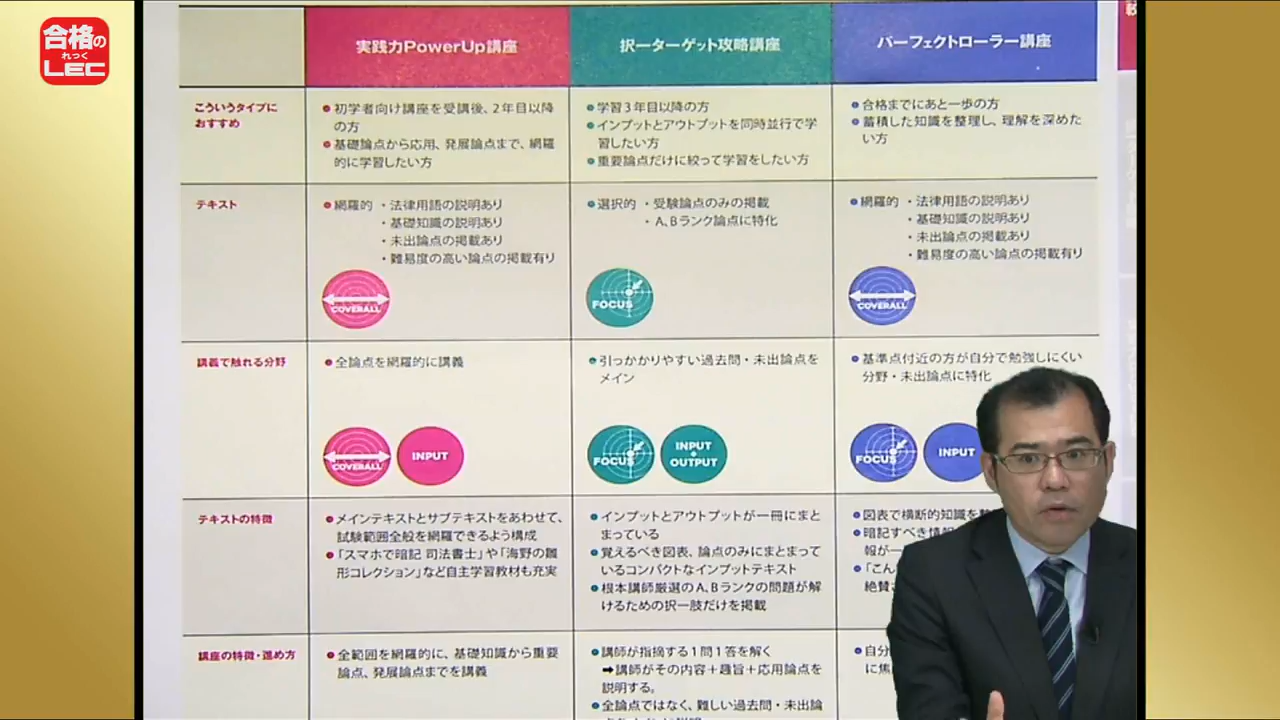 合格の
れっく
LEC
実践力PowerUp講座
択一ターゲット攻略講座
パーフェクトローラー講座
こういうタイプに
おすすめ
●初学者向け講座を受講後、2年目以降
の方
●基礎論点から応用、発展論点まで、網羅
的に学習したい方
●学習3年目以降の方
●インプットとアウトプットを同時並行で学
習したい方
●重要論点だけに絞って学習をしたい方
●合格までにあと一歩の方
●蓄積した知識を整理し、理解を深めた
い方
テキスト
●網羅的 ・法律用語の説明あり
・基礎知識の説明あり
・未出論点の掲載あり
・難易度の高い論点の掲載有り
COVERALL
●選択的 ・受験論点のみの掲載
・A、Bランク論点に特化
FOCUS
●網羅的 ・法律用語の説明あり
・基礎知識の説明あり
・未出論点の掲載あり
・難易度の高い論点の掲載有り
COVERALL
講義で触れる分野
●全論点を網羅的に講義
COVERALL
INPUT
●引っかかりやすい過去問・未出論点を
メイン
FOCUS
INPUT
+
OUTPUT
●基準点付近の方が自分で勉強しにくい
分野・未出論点に特化
FOCUS
INPUT
テキストの特徴
●メインテキストとサブテキストをあわせて、
試験範囲全般を網羅できるよう構成
●「スマホで暗記 司法書士」や「海野の雛
形コレクション」など自主学習教材も充実
●インプットとアウトプットが一冊にまと
まっている
●覚えるべき図表、論点のみにまとまって
いるコンパクトなインプットテキスト
●根本講師厳選のA、Bランクの問題が解
けるための択一肢だけを掲載
●図表で横断的知識を
●暗記すべき情
報が一
●「こん
絶賛
講座の特徴・進め方
●全範囲を網羅的に、基礎知識から重要
論点、発展論点までを講義
●講師が指摘する1問1答を解く
➡講師がその内容+趣旨+応用論点を
説明する。
●全論点ではなく、難しい過去問・未出論
●自分
に焦